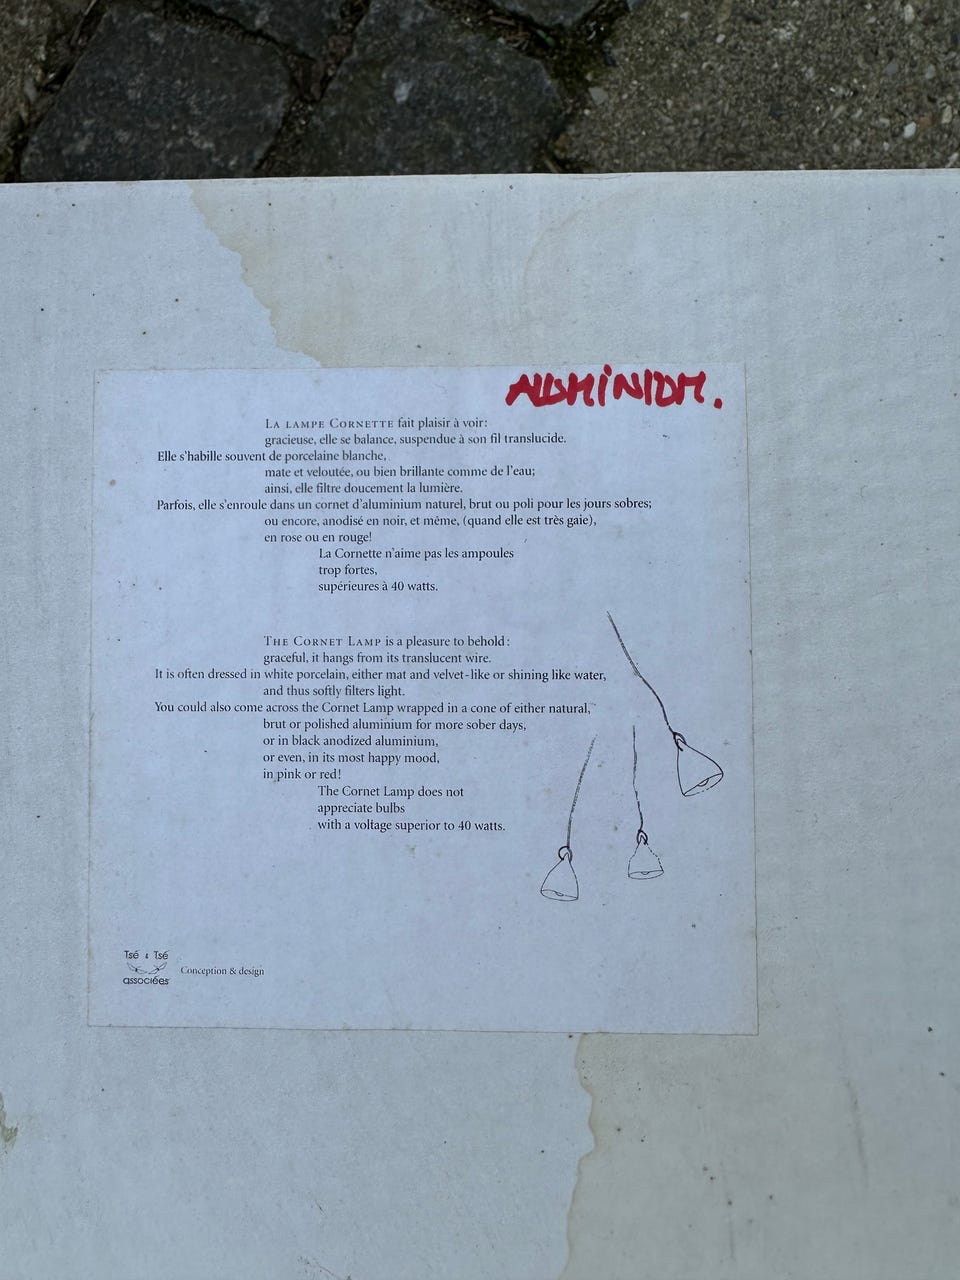 ALUMINIUM.
LA LAMPE CORNETTE fait plaisir à voir:
gracieuse, elle se balance, suspendue à son fil translucide.
Elle s'habille souvent de porcelaine blanche,
mate et veloutée, ou bien brillante comme de l'eau;
ainsi, elle filtre doucement la lumière.
Parfois, elle s'enroule dans un cornet d'aluminium naturel, brut ou poli pour les jours sobres;
ou encore, anodisé en noir, et même, (quand elle est très gaie),
en rose ou en rouge!
La Cornette n'aime pas les ampoules
trop fortes,
supérieures à 40 watts.
THE CORNET LAMP is a pleasure to behold:
graceful, it hangs from its translucent wire.
It is often dressed in white porcelain, either mat and velvet-like or shining like water,
and thus softly filters light.
You could also come across the Cornet Lamp wrapped in a cone of either natural,
brut or polished aluminium for more sober days,
or in black anodized aluminium,
or even, in its most happy mood,
in pink or red!
The Cornet Lamp does not
appreciate bulbs
with a voltage superior to 40 watts.
Tsé & Tsé
associées
Conception & design